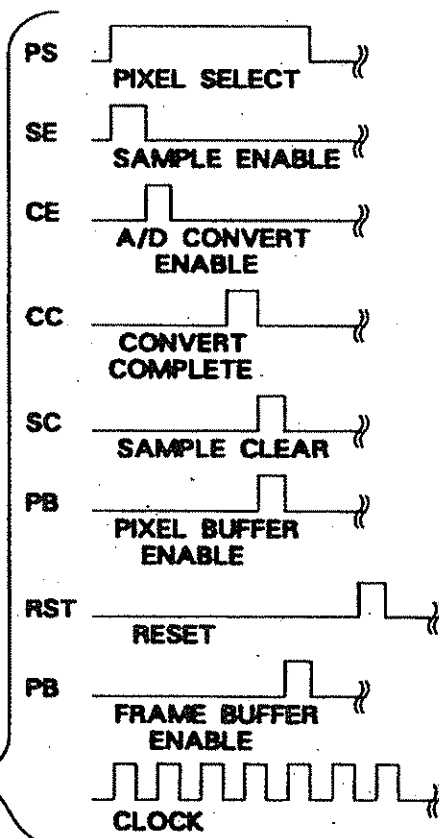 PS
PIXEL SELECT
SE
SAMPLE ENABLE
CE
A/D CONVERT
ENABLE
CC
CONVERT
COMPLETE
SC
SAMPLE CLEAR
PB
PIXEL BUFFER
ENABLE
RST
RESET
PB
FRAME BUFFER
ENABLE
CLOCK